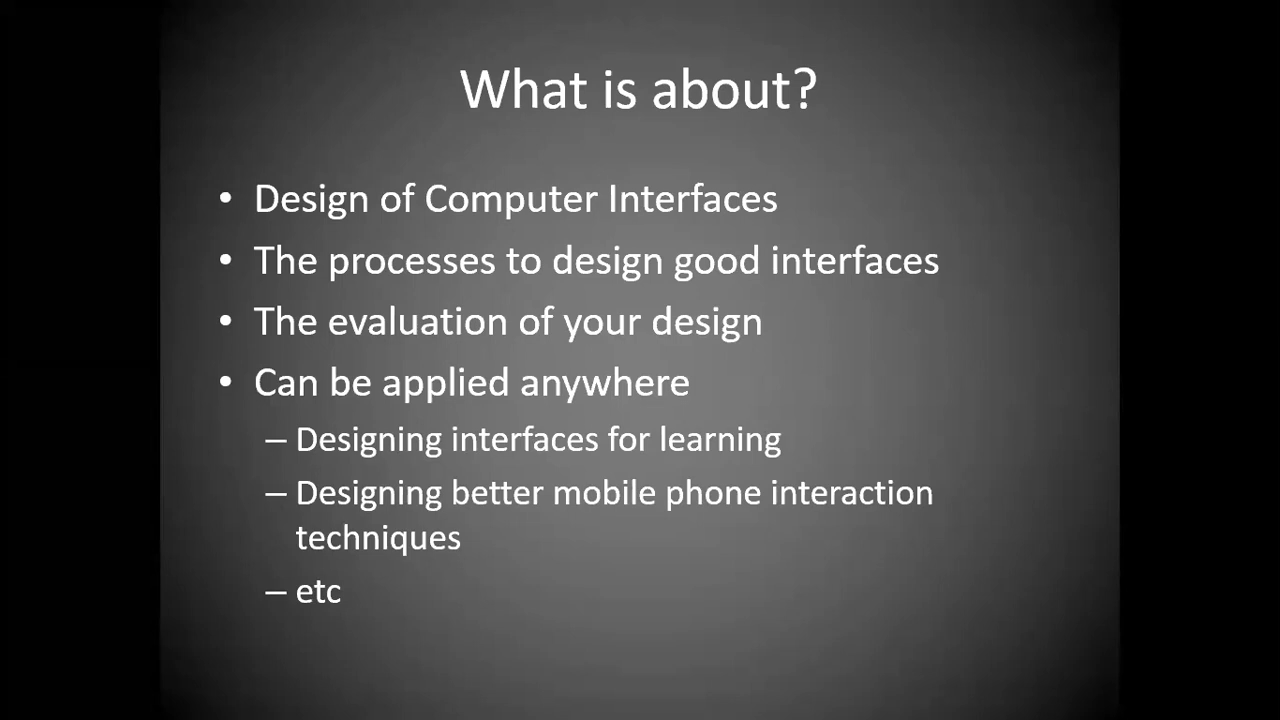 What is about?
• Design of Computer Interfaces
• The processes to design good interfaces
• The evaluation of your design
• Can be applied anywhere
– Designing interfaces for learning
– Designing better mobile phone interaction
techniques
– etc